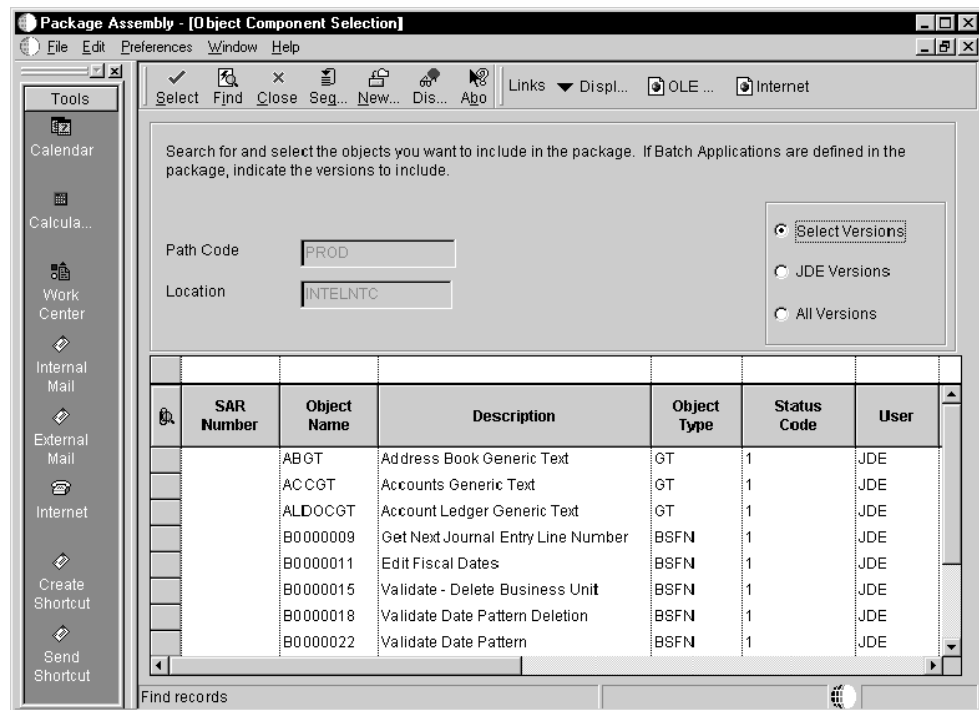 Package Assembly - [Object Component Selection]
File Edit Preferences Window Help
Tools
Calendar
Calcula...
Work
Center
Internal
Mail
External
Mail
Internet
Create
Shortcut
Send
Shortcut
Select Find Close Seq... New... Dis... Abo Links Displ... OLE ... Internet
Search for and select the objects you want to include in the package. If Batch Applications are defined in the
package, indicate the versions to include.
Path Code PROD
Location INTELNTC
Select Versions
JDE Versions
All Versions
SAR Number Object Name Description Object Type Status Code User
ABGT Address Book Generic Text GT 1 JDE
ACCGT Accounts Generic Text GT 1 JDE
ALDOCGT Account Ledger Generic Text GT 1 JDE
B0000009 Get Next Journal Entry Line Number BSFN 1 JDE
B0000011 Edit Fiscal Dates BSFN 1 JDE
B0000015 Validate - Delete Business Unit BSFN 1 JDE
B0000018 Validate Date Pattern Deletion BSFN 1 JDE
B0000022 Validate Date Pattern BSFN 1 JDE
Find records